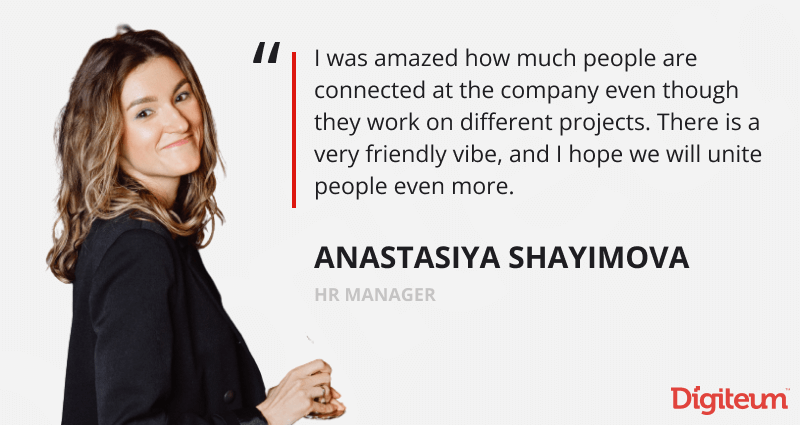 “
I was amazed how much people are
connected at the company even though
they work on different projects. There is a
very friendly vibe, and I hope we will unite
people even more.
ANASTASIYA SHAYIMOVA
HR MANAGER
Digiteum™